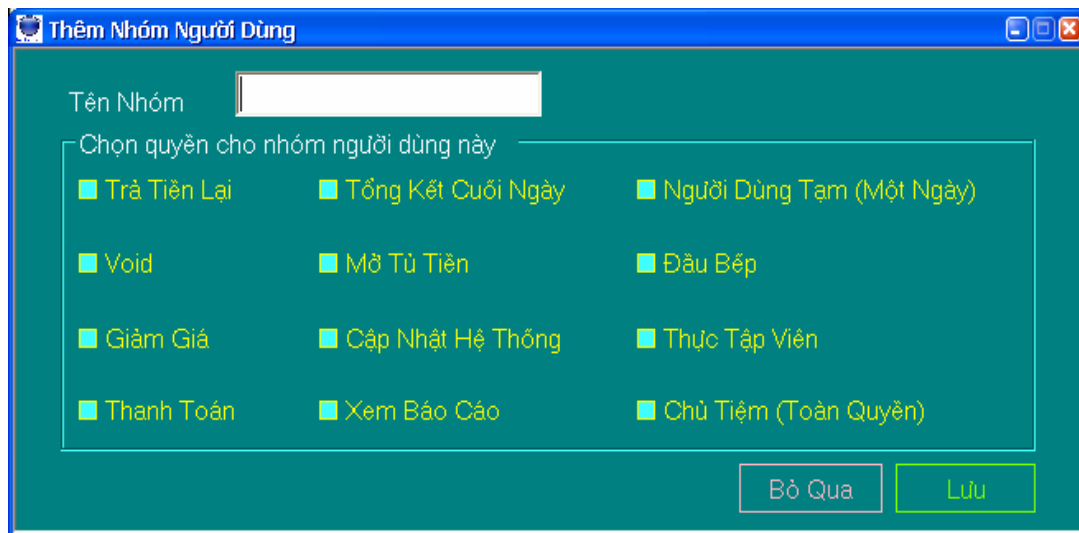 Thêm Nhóm Người Dùng
Tên Nhóm
Chọn quyền cho nhóm người dùng này
Trả Tiền Lại Tổng Kết Cuối Ngày Người Dùng Tạm (Một Ngày)
Void Mở Tủ Tiền Đầu Bếp
Giảm Giá Cập Nhật Hệ Thống Thực Tập Viên
Thanh Toán Xem Báo Cáo Chủ Tiệm (Toàn Quyền)
Bỏ Qua Lưu